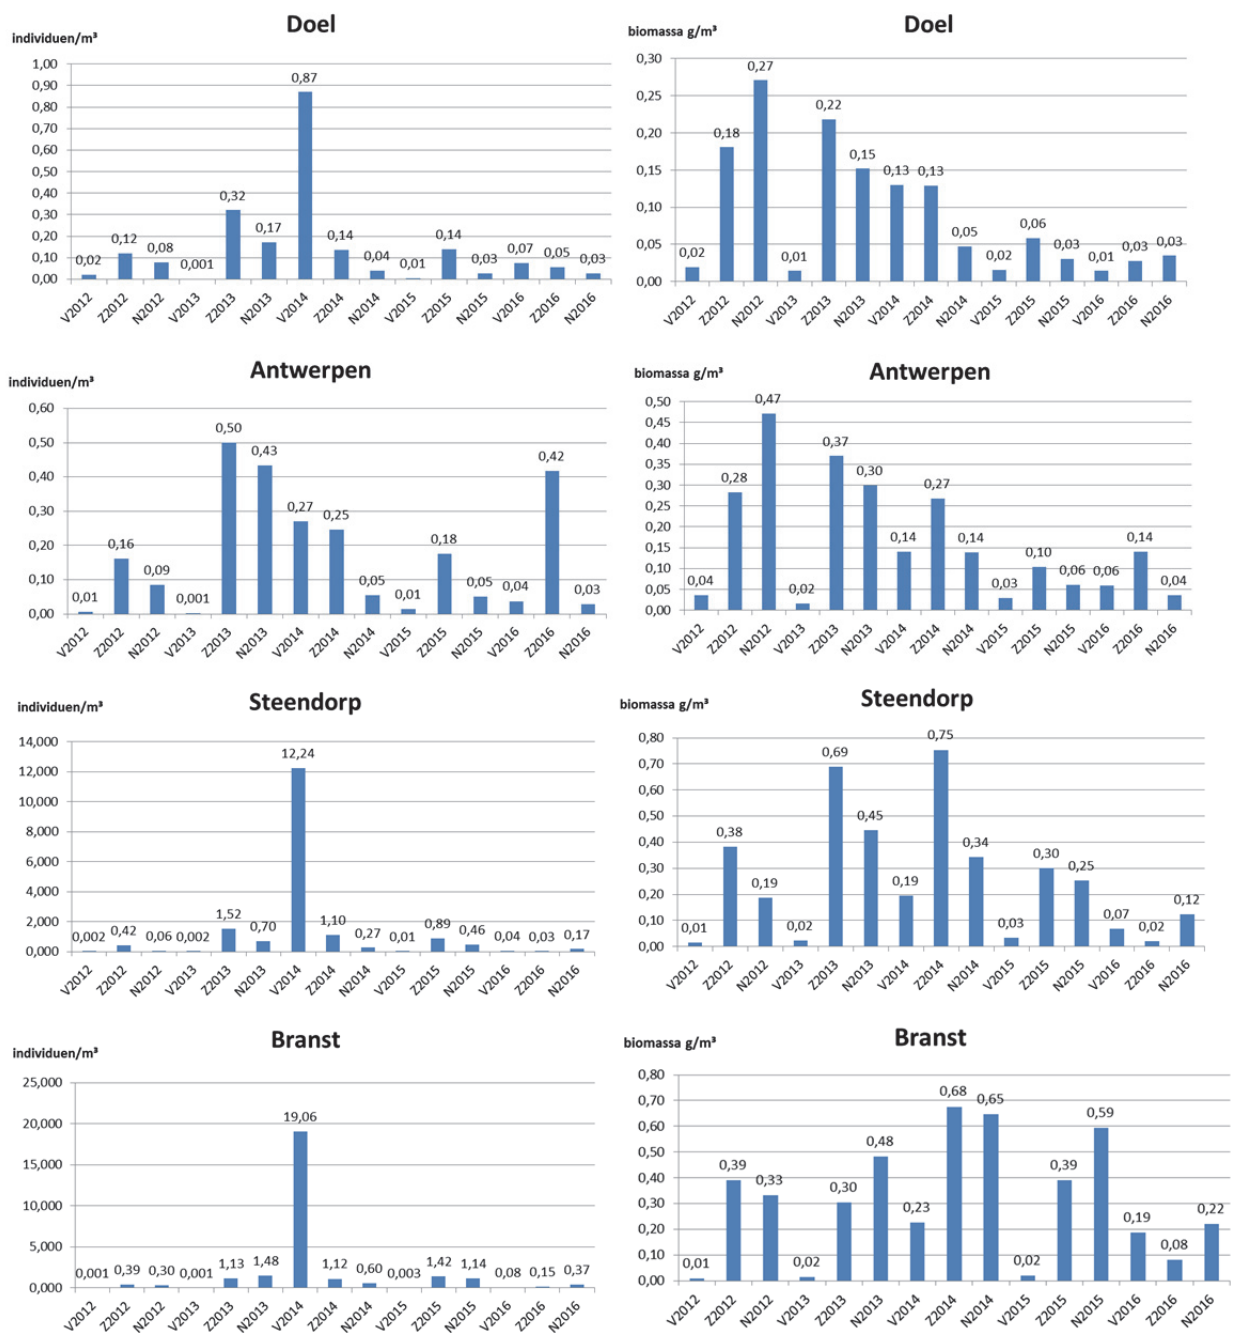 Doel
individuen/m³
1,00
0,90
0,80
0,70
0,60
0,50
0,40
0,30
0,20
0,10
0,00
0,02 0,12 0,08 0,001 0,32 0,17 0,87 0,14 0,04 0,01 0,14 0,03 0,07 0,05 0,03
V2012 Z2012 N2012 V2013 Z2013 N2013 V2014 Z2014 N2014 V2015 Z2015 N2015 V2016 Z2016 N2016
Doel
biomassa g/m³
0,30
0,25
0,20
0,15
0,10
0,05
0,00
0,02 0,18 0,27 0,01 0,22 0,15 0,13 0,13 0,05 0,02 0,06 0,03 0,01 0,03 0,03
V2012 Z2012 N2012 V2013 Z2013 N2013 V2014 Z2014 N2014 V2015 Z2015 N2015 V2016 Z2016 N2016
Antwerpen
individuen/m³
0,60
0,50
0,40
0,30
0,20
0,10
0,00
0,01 0,16 0,09 0,001 0,50 0,43 0,27 0,25 0,05 0,01 0,18 0,05 0,04 0,42 0,03
V2012 Z2012 N2012 V2013 Z2013 N2013 V2014 Z2014 N2014 V2015 Z2015 N2015 V2016 Z2016 N2016
Antwerpen
biomassa g/m³
0,50
0,45
0,40
0,35
0,30
0,25
0,20
0,15
0,10
0,05
0,00
0,04 0,28 0,47 0,02 0,37 0,30 0,14 0,27 0,14 0,03 0,10 0,06 0,06 0,14 0,04
V2012 Z2012 N2012 V2013 Z2013 N2013 V2014 Z2014 N2014 V2015 Z2015 N2015 V2016 Z2016 N2016
Steendorp
individuen/m³
14,000
12,000
10,000
8,000
6,000
4,000
2,000
0,000
0,002 0,42 0,06 0,002 1,52 0,70 12,24 1,10 0,27 0,01 0,89 0,46 0,04 0,03 0,17
V2012 Z2012 N2012 V2013 Z2013 N2013 V2014 Z2014 N2014 V2015 Z2015 N2015 V2016 Z2016 N2016
Steendorp
biomassa g/m³
0,80
0,70
0,60
0,50
0,40
0,30
0,20
0,10
0,00
0,01 0,38 0,19 0,02 0,69 0,45 0,19 0,75 0,34 0,03 0,30 0,25 0,07 0,02 0,12
V2012 Z2012 N2012 V2013 Z2013 N2013 V2014 Z2014 N2014 V2015 Z2015 N2015 V2016 Z2016 N2016
Branst
individuen/m³
25,000
20,000
15,000
10,000
5,000
0,000
0,001 0,39 0,30 0,001 1,13 1,48 19,06 1,12 0,60 0,003 1,42 1,14 0,08 0,15 0,37
V2012 Z2012 N2012 V2013 Z2013 N2013 V2014 Z2014 N2014 V2015 Z2015 N2015 V2016 Z2016 N2016
Branst
biomassa g/m³
0,80
0,70
0,60
0,50
0,40
0,30
0,20
0,10
0,00
0,01 0,39 0,33 0,02 0,30 0,48 0,23 0,68 0,65 0,02 0,39 0,59 0,19 0,08 0,22
V2012 Z2012 N2012 V2013 Z2013 N2013 V2014 Z2014 N2014 V2015 Z2015 N2015 V2016 Z2016 N2016